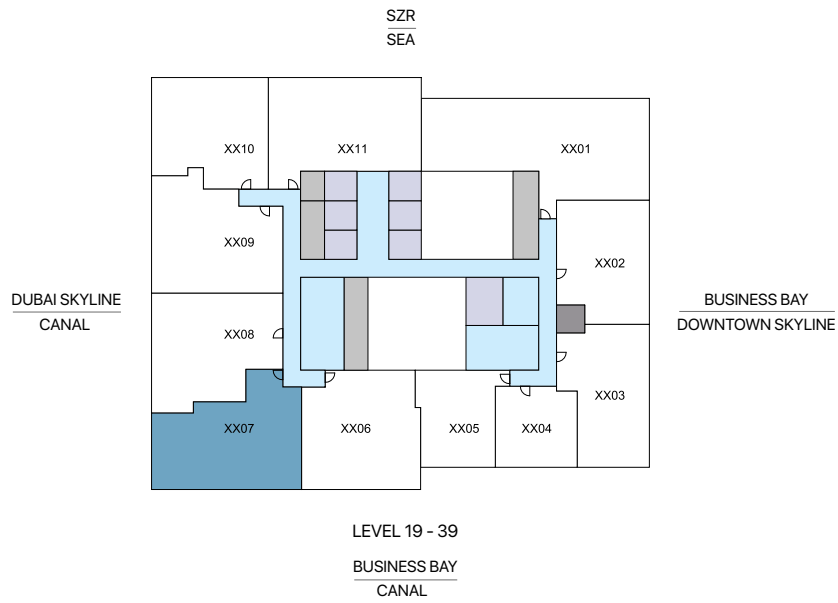 SZR
SEA
XX10
XX11
XX01
XX09
XX02
DUBAI SKYLINE
CANAL
BUSINESS BAY
DOWNTOWN SKYLINE
XX08
XX03
XX07
XX06
XX05
XX04
LEVEL 19 - 39
BUSINESS BAY
CANAL